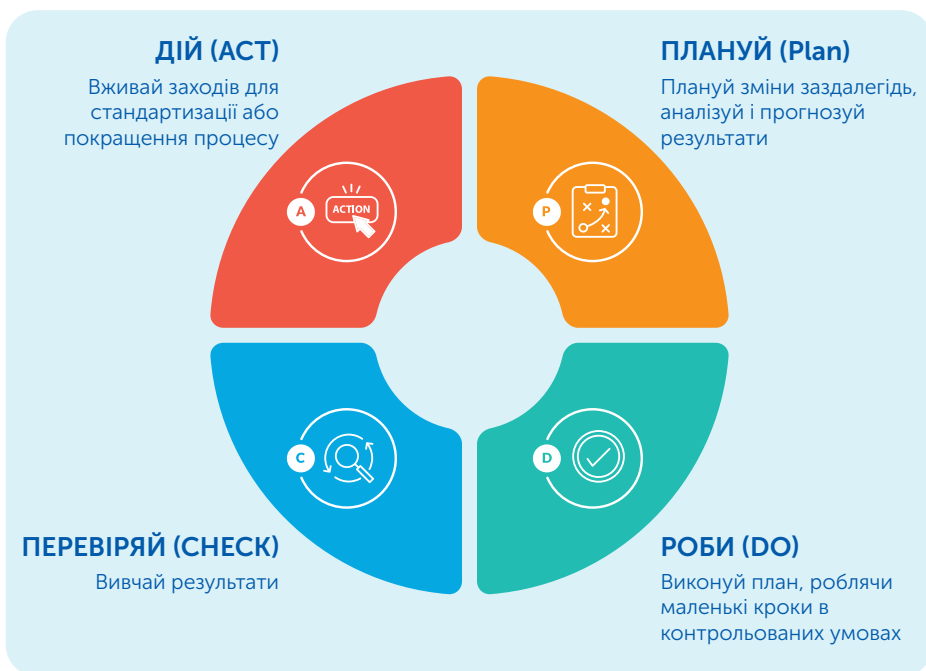 ДІЙ (ACT)
Вживай заходів для
стандартизації або
покращення процесу
ПЛАНУЙ (Plan)
Плануй зміни заздалегідь,
аналізуй і прогнозуй
результати
A
ACTION
P
C
D
ПЕРЕВІРЯЙ (CHECK)
Вивчай результати
РОБИ (DO)
Виконуй план, роблячи
маленькі кроки в
контрольованих умовах